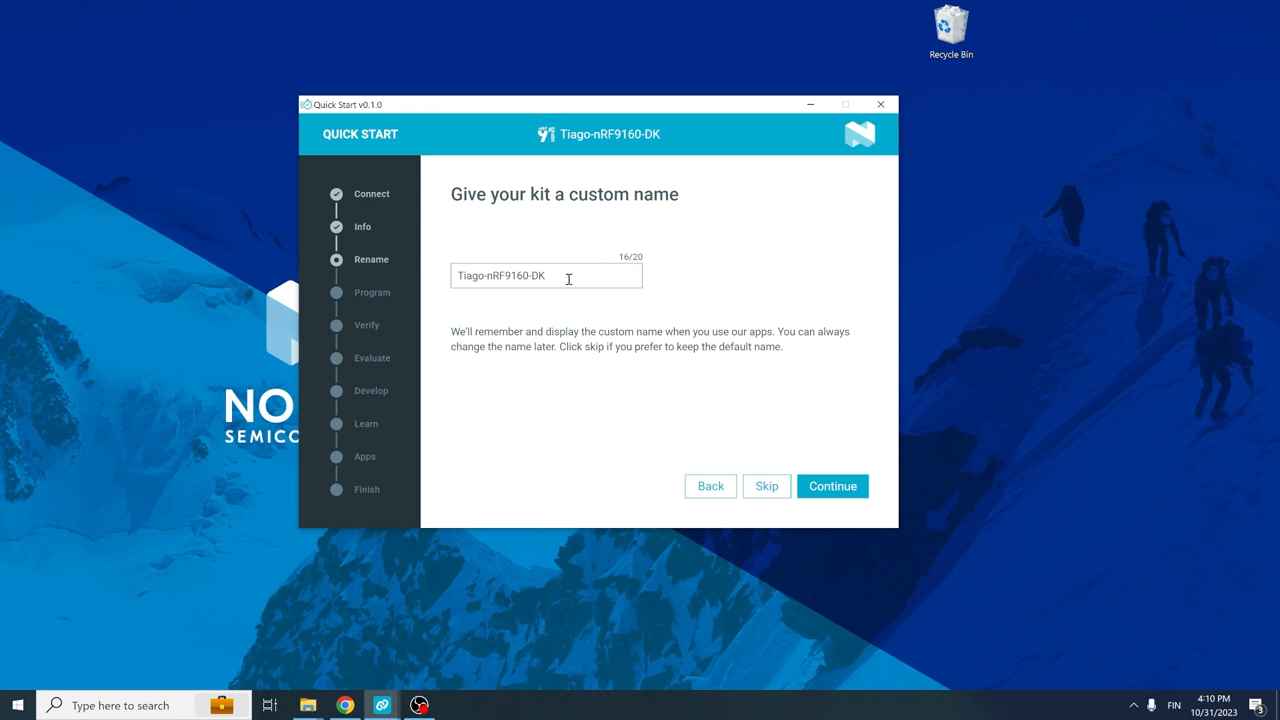 Recycle Bin
Quick Start v0.1.0
QUICK START
Tiago-nRF9160-DK
Connect
Info
Rename
Program
Verify
Evaluate
Develop
Learn
Apps
Finish
Give your kit a custom name
16/20
Tiago-nRF9160-DK
We'll remember and display the custom name when you use our apps. You can always
change the name later. Click skip if you prefer to keep the default name.
Back
Skip
Continue
NO
SEMICO
Type here to search
FIN
4:10 PM
10/31/2023
3